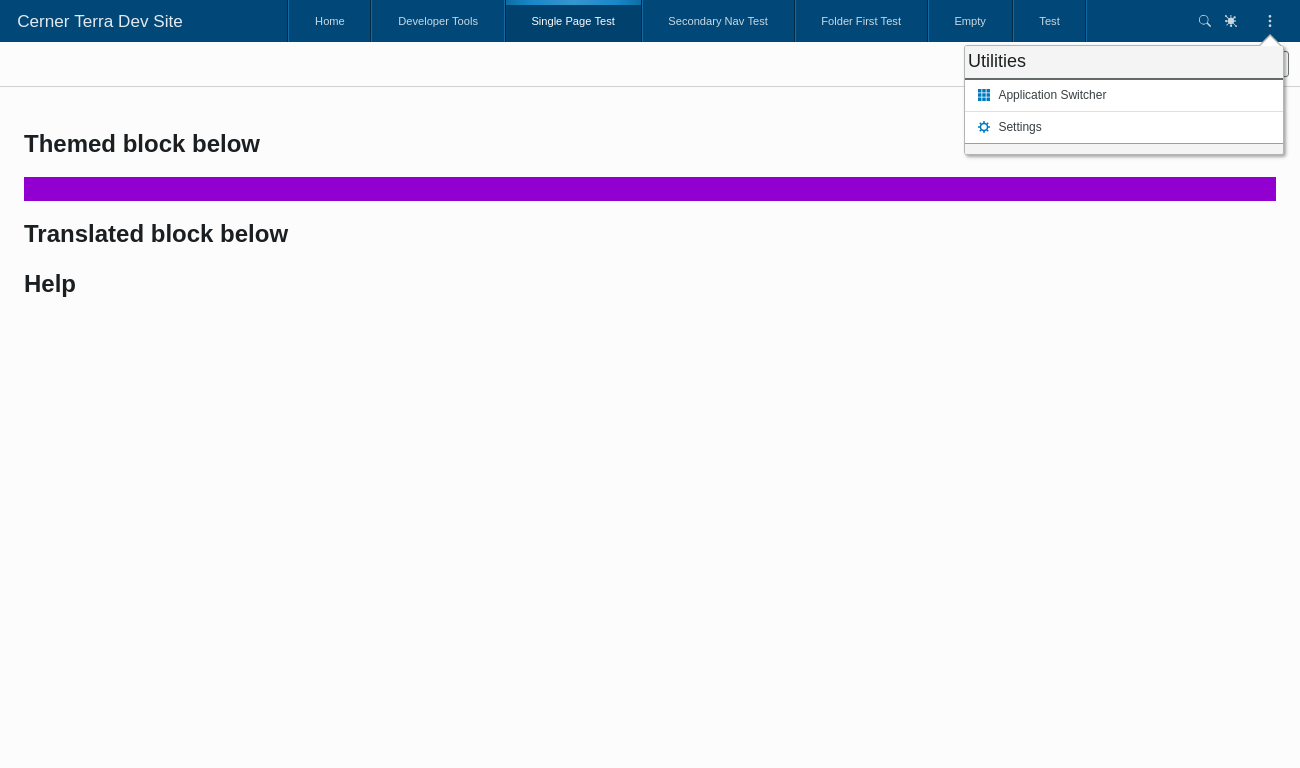 Cerner Terra Dev Site
Home
Developer Tools
Single Page Test
Secondary Nav Test
Folder First Test
Empty
Test
Utilities
Application Switcher
Settings
Themed block below
Translated block below
Help